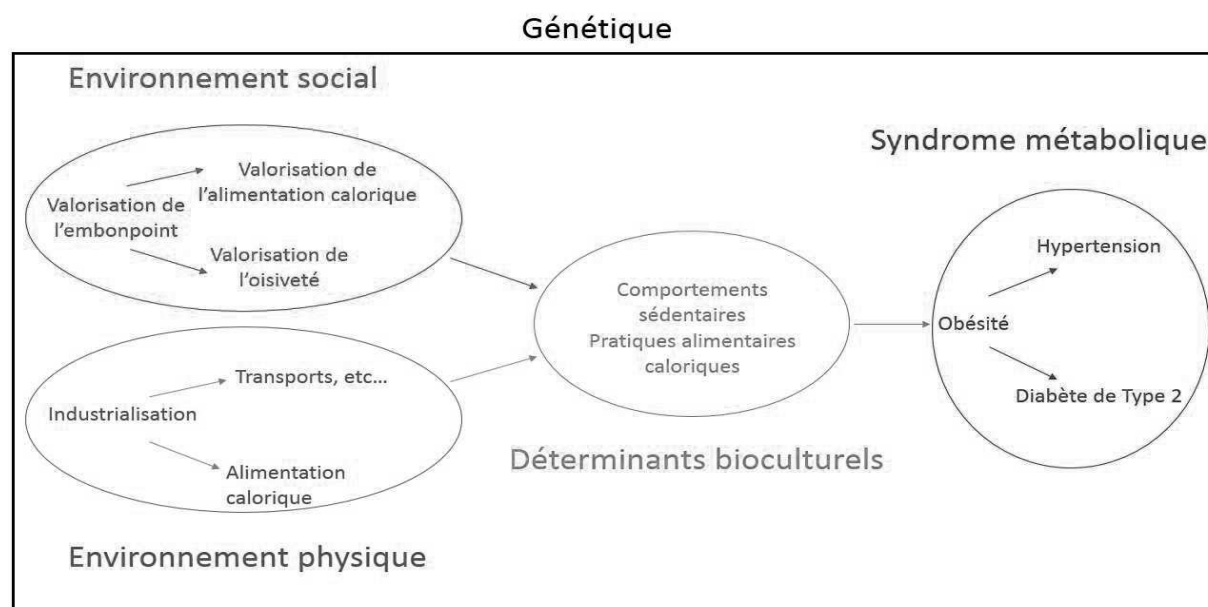 Génétique
Environnement social
Valorisation de
l'embonpoint
Valorisation de
l'alimentation calorique
Valorisation de
l'oisiveté
Industrialisation
Transports, etc...
Alimentation
calorique
Environnement physique
Comportements
sédentaires
Pratiques alimentaires
caloriques
Déterminants bioculturels
Syndrome métabolique
Hypertension
Obésité
Diabète de Type 2